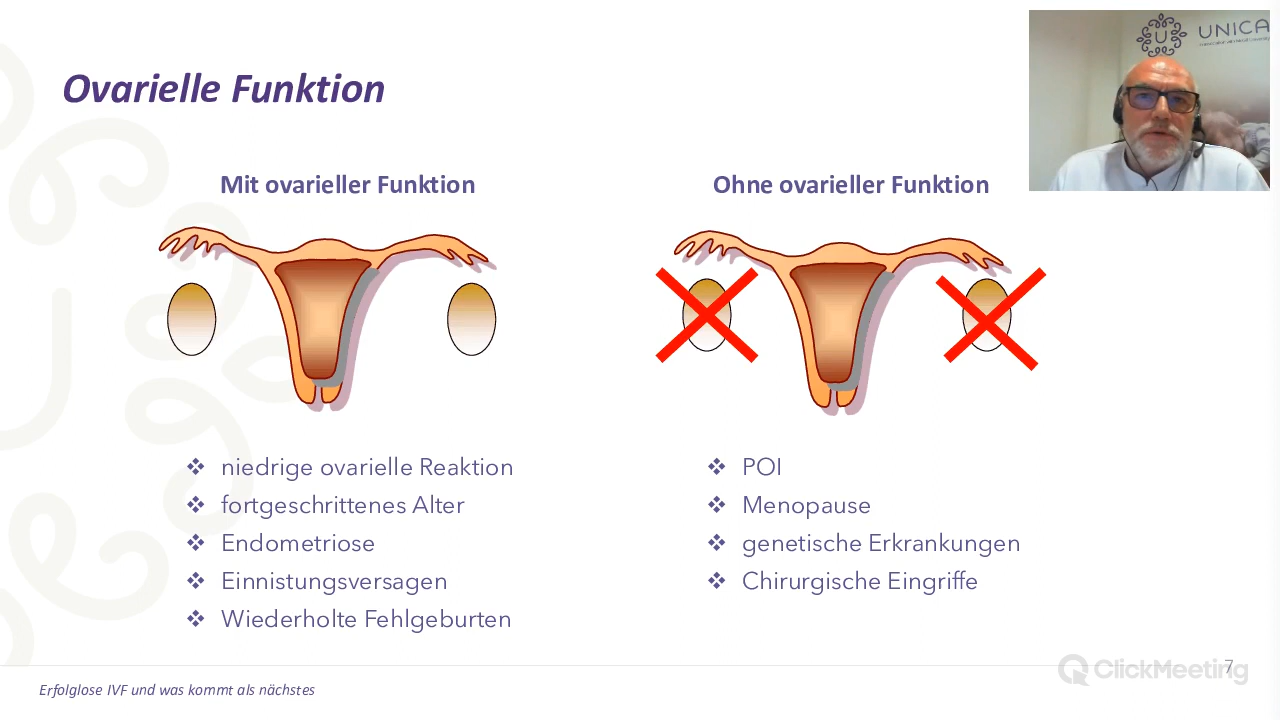 UNICA
Ovarielle Funktion
Mit ovarieller Funktion
Ohne ovarieller Funktion
niedrige ovarielle Reaktion
fortgeschrittenes Alter
Endometriose
Einnistungsversagen
Wiederholte Fehlgeburten
POI
Menopause
genetische Erkrankungen
Chirurgische Eingriffe
ClickMeeting
7
Erfolglose IVF und was kommt als nächstes